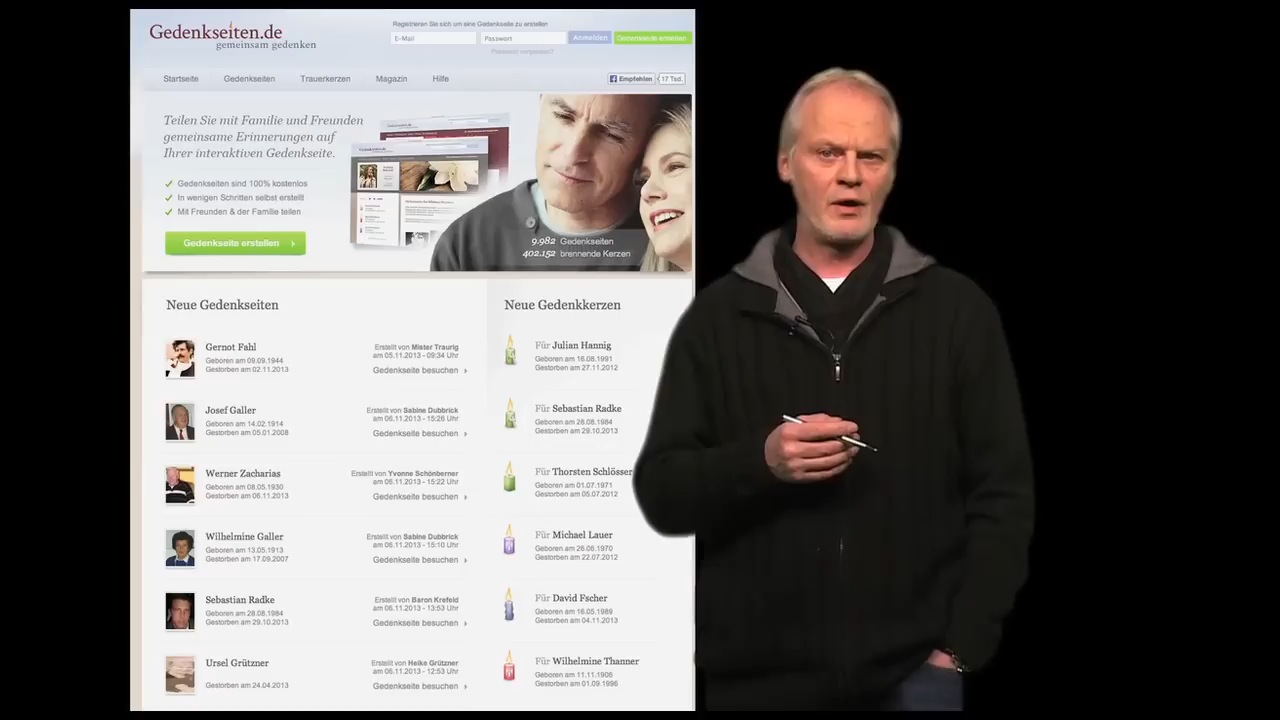 Gedenkseiten.de
gemeinsam gedenken
Registrieren Sie sich um eine Gedenkseite zu erstellen
E-Mail
Passwort
Anmelden
Gedenkseite erstellen
Passwort vergessen?
Startseite
Gedenkseiten
Trauerkerzen
Magazin
Hilfe
Empfehlen
17 Tsd.
Teilen Sie mit Familie und Freunden
gemeinsame Erinnerungen auf
Ihrer interaktiven Gedenkseite.
Gedenkseiten sind 100% kostenlos
In wenigen Schritten selbst erstellt
Mit Freunden & der Familie teilen
Gedenkseite erstellen
9.982 Gedenkseiten
402.152 brennende Kerzen
Neue Gedenkseiten
Gernot Fahl
Geboren am 09.09.1944
Gestorben am 02.11.2013
Erstellt von Mister Traurig
am 05.11.2013 - 09:34 Uhr
Gedenkseite besuchen
Josef Galler
Geboren am 14.02.1914
Gestorben am 05.01.2008
Erstellt von Sabine Dubbrick
am 06.11.2013 - 15:26 Uhr
Gedenkseite besuchen
Werner Zacharias
Geboren am 08.05.1930
Gestorben am 06.11.2013
Erstellt von Yvonne Schönberner
am 06.11.2013 - 15:22 Uhr
Gedenkseite besuchen
Wilhelmine Galler
Geboren am 13.05.1913
Gestorben am 17.09.2007
Erstellt von Sabine Dubbrick
am 06.11.2013 - 15:10 Uhr
Gedenkseite besuchen
Sebastian Radke
Geboren am 28.08.1984
Gestorben am 29.10.2013
Erstellt von Baron Krefeld
am 06.11.2013 - 13:53 Uhr
Gedenkseite besuchen
Ursel Grützner
Gestorben am 24.04.2013
Erstellt von Heike Grützner
am 06.11.2013 - 12:53 Uhr
Gedenkseite besuchen
Neue Gedenkkerzen
Für Julian Hannig
Geboren am 16.08.1991
Gestorben am 27.11.2012
Für Sebastian Radke
Geboren am 28.08.1984
Gestorben am 29.10.2013
Für Thorsten Schlösser
Geboren am 01.07.1971
Gestorben am 05.07.2012
Für Michael Lauer
Geboren am 26.06.1970
Gestorben am 22.07.2012
Für David Fscher
Geboren am 16.05.1989
Gestorben am 04.11.2013
Für Wilhelmine Thanner
Geboren am 11.11.1906
Gestorben am 01.09.1996